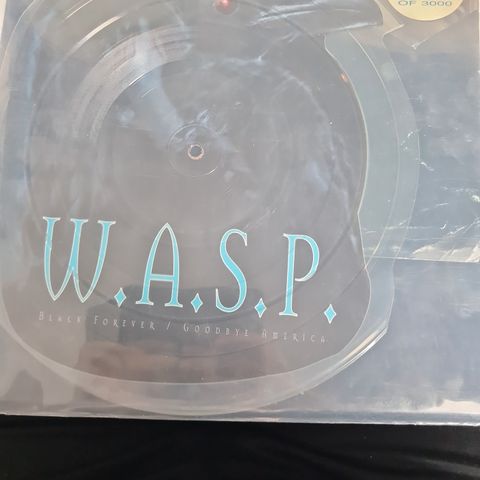 OF 3000
W.A.S.P.
BLACK FOREVER / GOODBYE AMERICA